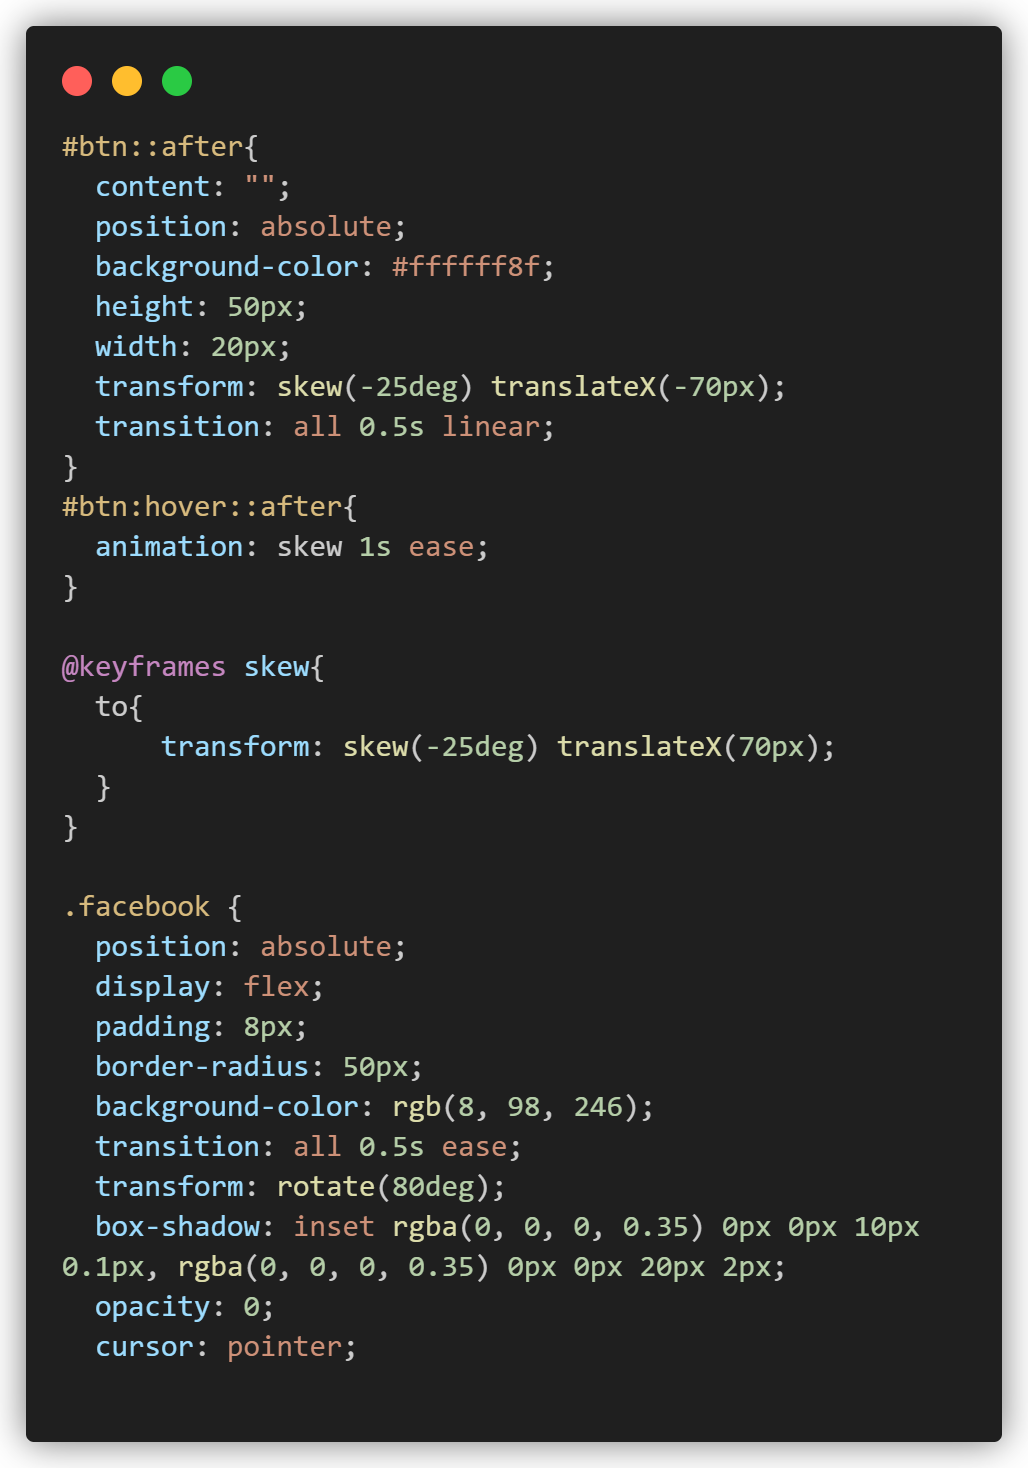 #btn::after{
  content: "";
  position: absolute;
  background-color: #ffffff8f;
  height: 50px;
  width: 20px;
  transform: skew(-25deg) translateX(-70px);
  transition: all 0.5s linear;
}
#btn:hover::after{
  animation: skew 1s ease;
}

@keyframes skew{
  to{
      transform: skew(-25deg) translateX(70px);
  }
}

.facebook {
  position: absolute;
  display: flex;
  padding: 8px;
  border-radius: 50px;
  background-color: rgb(8, 98, 246);
  transition: all 0.5s ease;
  transform: rotate(80deg);
  box-shadow: inset rgba(0, 0, 0, 0.35) 0px 0px 10px
0.1px, rgba(0, 0, 0, 0.35) 0px 0px 20px 2px;
  opacity: 0;
  cursor: pointer;